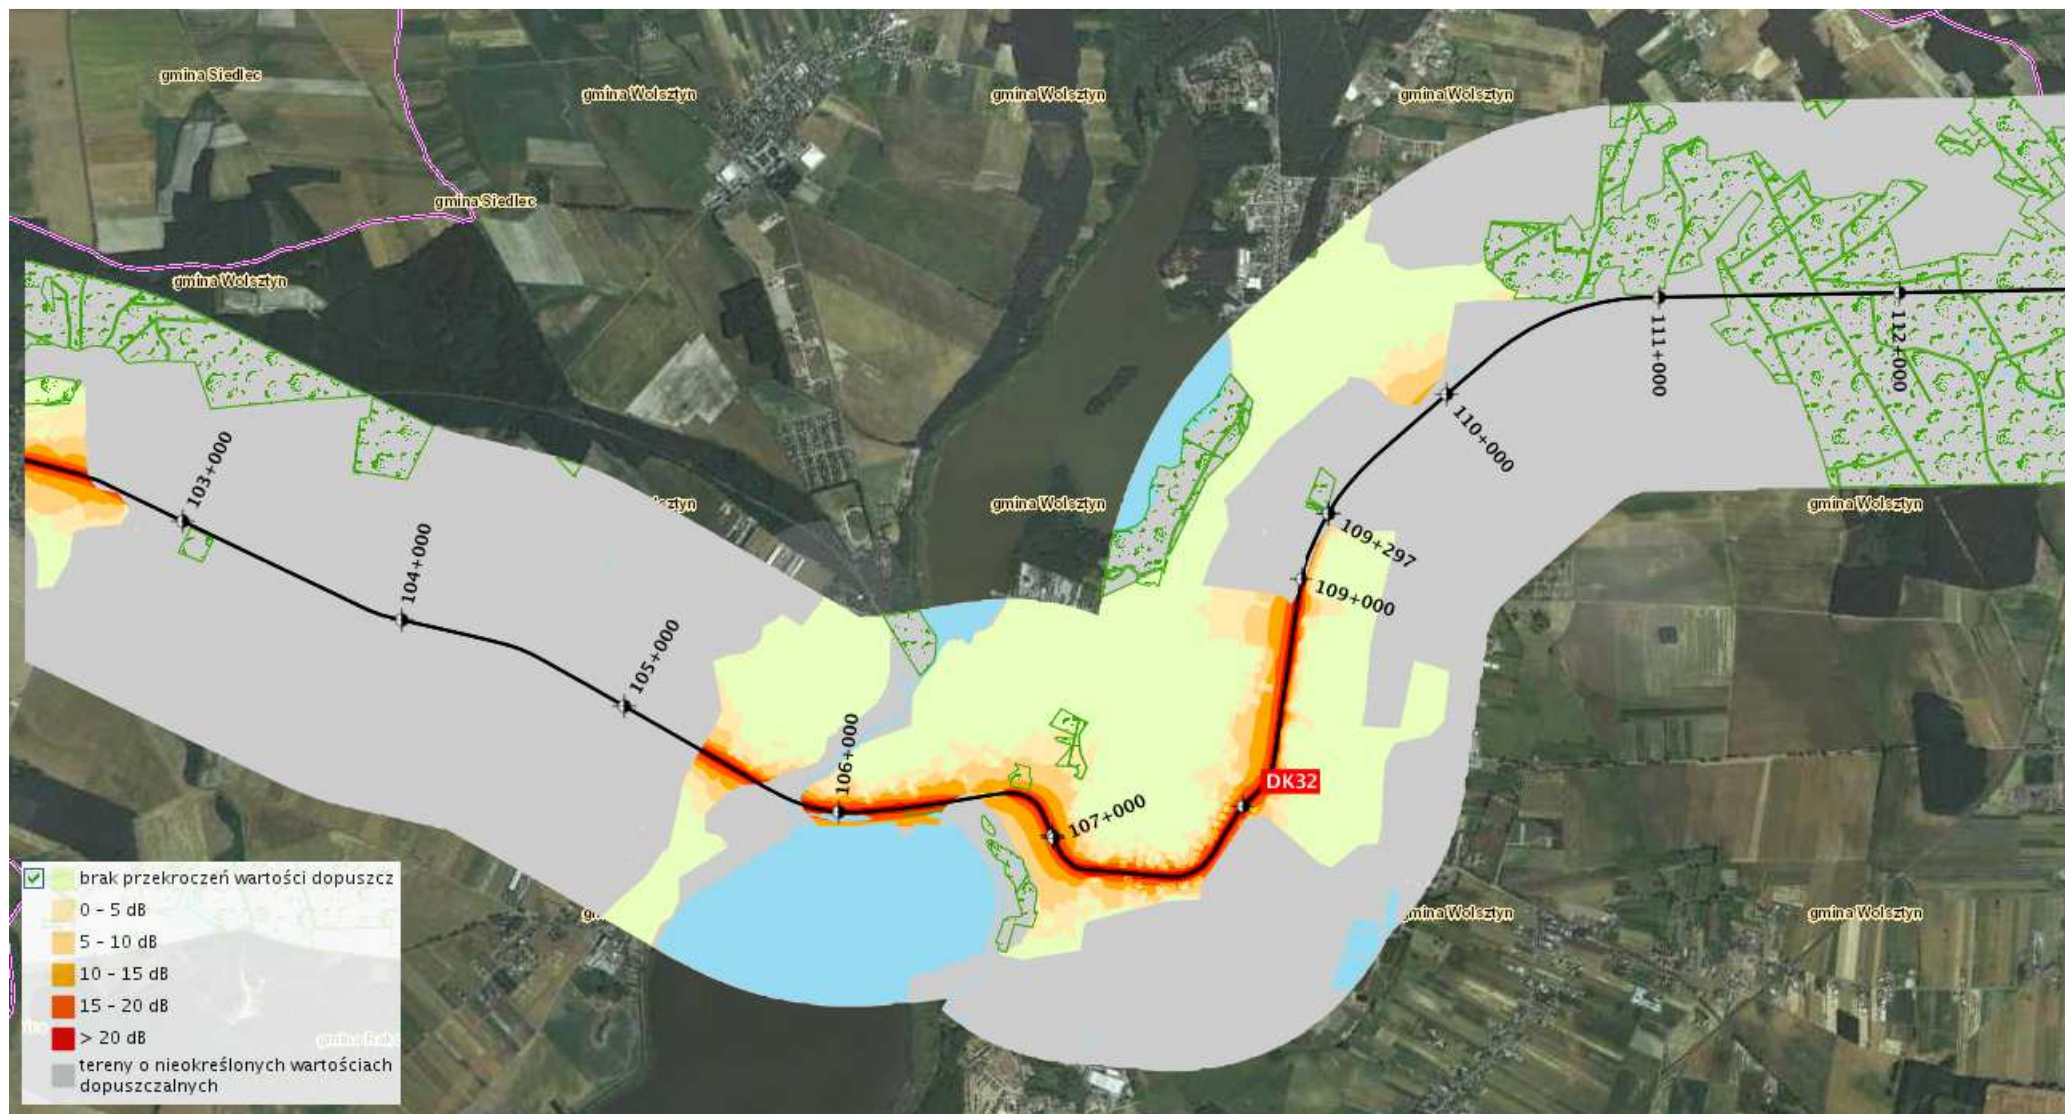 gmina Siedlec
gmina Wolsztyn
gmina Wolsztyn
gmina Wolsztyn
gmina Siedlec
gmina Wolsztyn
111+000
112+000
110+000
103+000
gmina Wolsztyn
gmina Wolsztyn
109+297
104+000
109+000
105+000
106+000
DK32
107+000
brak przekroczeń wartości dopuszcz
0 - 5 dB
gmina Wolsztyn
gmina Wolsztyn
5 - 10 dB
10 - 15 dB
15 - 20 dB
> 20 dB
tereny o nieokreślonych wartościach
dopuszczalnych